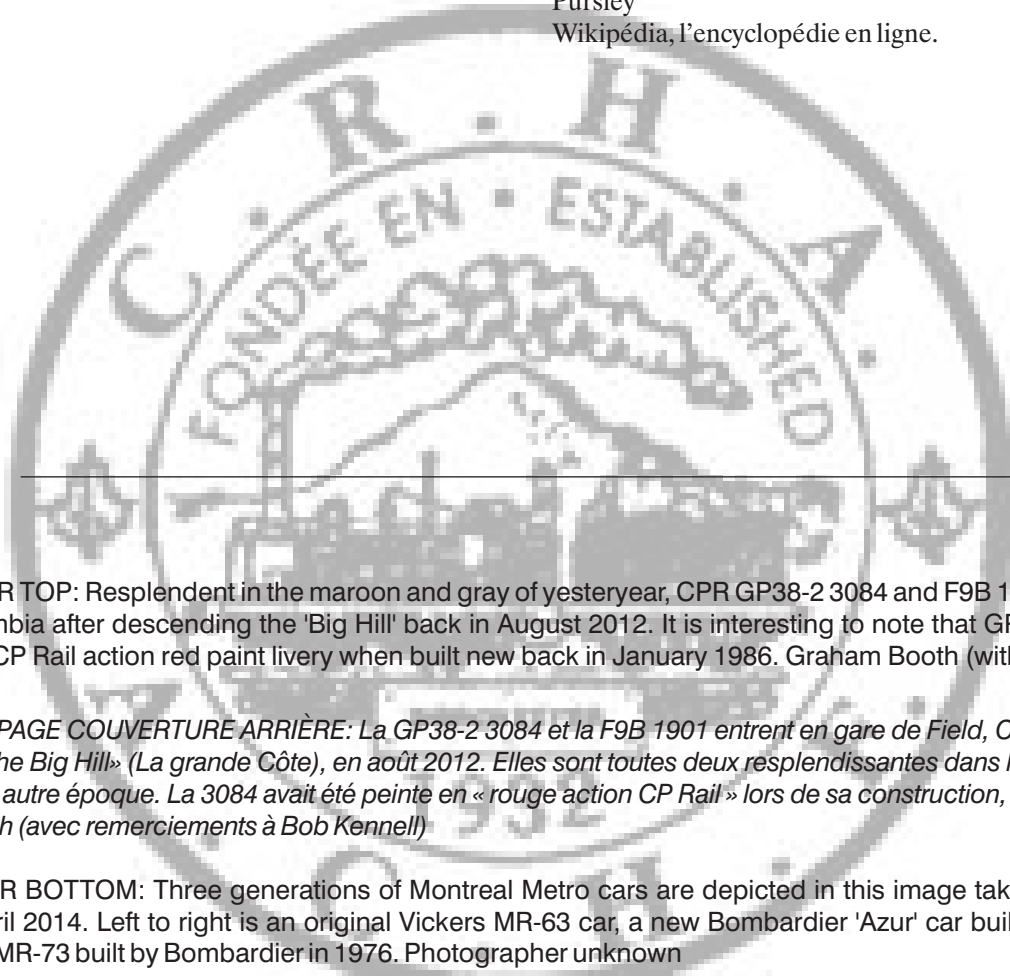 Pursley
Wikipédia, l’encyclopédie en ligne.
C . R . H . A .
FONDÉE EN • ESTABLISHED
R TOP: Resplendent in the maroon and gray of yesteryear, CPR GP38-2 3084 and F9B 1
mbia after descending the 'Big Hill' back in August 2012. It is interesting to note that GP
CP Rail action red paint livery when built new back in January 1986. Graham Booth (with
PAGE COUVERTURE ARRIÈRE: La GP38-2 3084 et la F9B 1901 entrent en gare de Field, C
he Big Hill» (La grande Côte), en août 2012. Elles sont toutes deux resplendissantes dans l
autre époque. La 3084 avait été peinte en « rouge action CP Rail » lors de sa construction,
h (avec remerciements à Bob Kennell)
1932
R BOTTOM: Three generations of Montreal Metro cars are depicted in this image tak
ril 2014. Left to right is an original Vickers MR-63 car, a new Bombardier 'Azur' car buil
MR-73 built by Bombardier in 1976. Photographer unknown